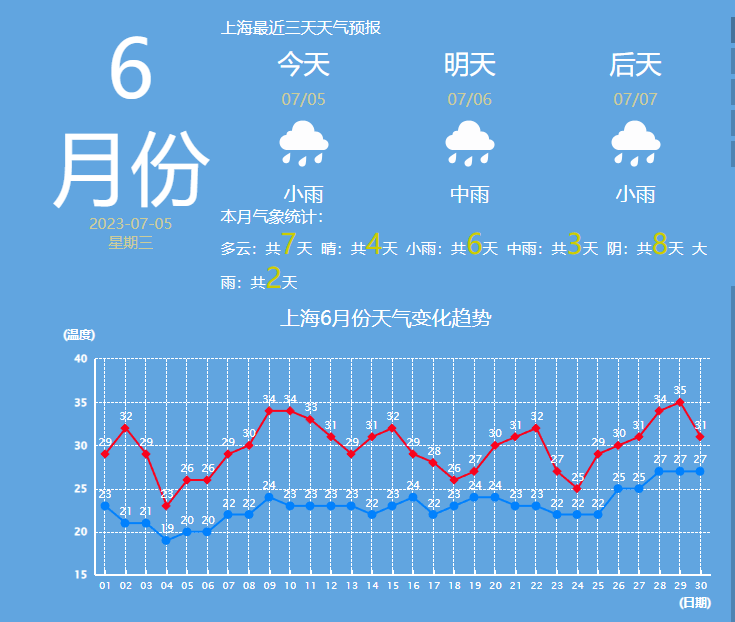 6
月份
2023-07-05
星期三
上海最近三天天气预报
今天 明天 后天
07/05 07/06 07/07
小雨 中雨 小雨
本月气象统计：
多云：共7天 晴：共4天 小雨：共6天 中雨：共3天 阴：共8天 大
雨：共2天
上海6月份天气变化趋势
(温度)
40
35
30
25
20
15
29 32 29 23 26 26 29 30 34 34 33 31 29 31 32 29 28 26 27 30 31 32 27 25 29 30 31 34 35 31
23 21 21 19 20 20 22 22 24 23 23 23 23 22 23 24 22 23 24 24 23 23 22 22 22 25 25 27 27 27
01 02 03 04 05 06 07 08 09 10 11 12 13 14 15 16 17 18 19 20 21 22 23 24 25 26 27 28 29 30
(日期)